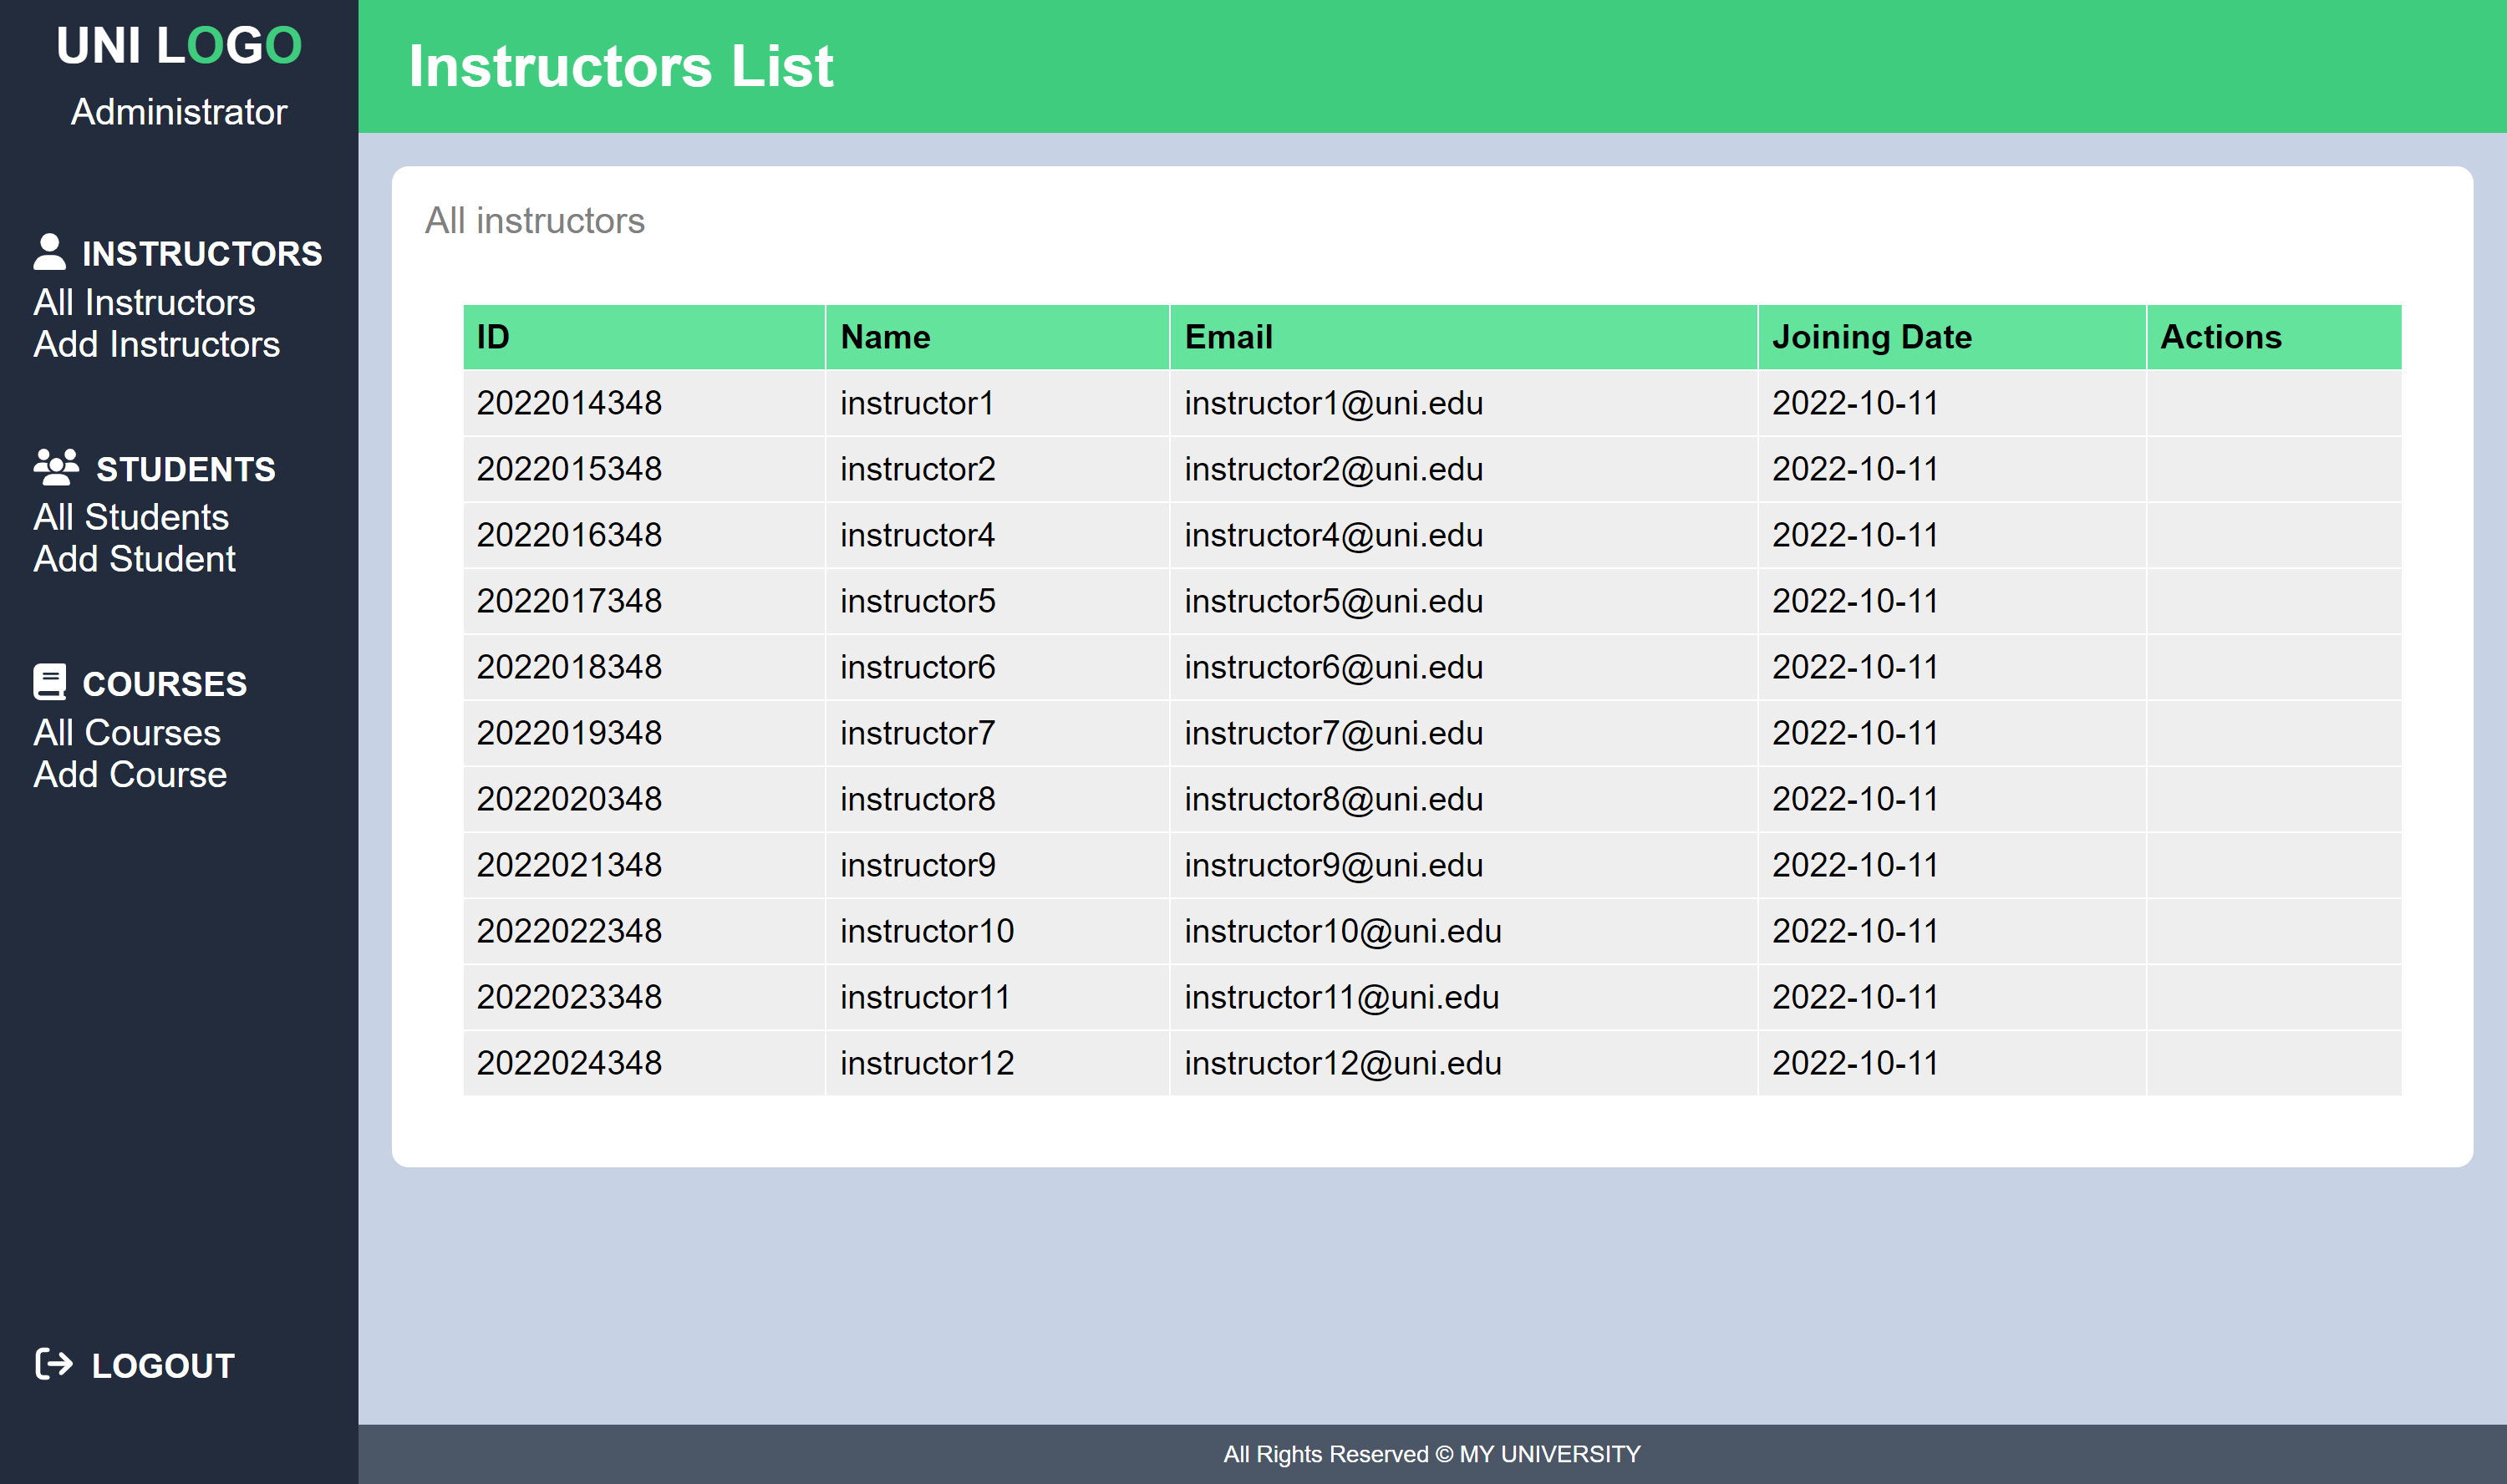 UNI LOGO
Administrator
INSTRUCTORS
All Instructors
Add Instructors
STUDENTS
All Students
Add Student
COURSES
All Courses
Add Course
LOGOUT
Instructors List
All instructors
ID Name Email Joining Date Actions
2022014348 instructor1 instructor1@uni.edu 2022-10-11
2022015348 instructor2 instructor2@uni.edu 2022-10-11
2022016348 instructor4 instructor4@uni.edu 2022-10-11
2022017348 instructor5 instructor5@uni.edu 2022-10-11
2022018348 instructor6 instructor6@uni.edu 2022-10-11
2022019348 instructor7 instructor7@uni.edu 2022-10-11
2022020348 instructor8 instructor8@uni.edu 2022-10-11
2022021348 instructor9 instructor9@uni.edu 2022-10-11
2022022348 instructor10 instructor10@uni.edu 2022-10-11
2022023348 instructor11 instructor11@uni.edu 2022-10-11
2022024348 instructor12 instructor12@uni.edu 2022-10-11
All Rights Reserved © MY UNIVERSITY